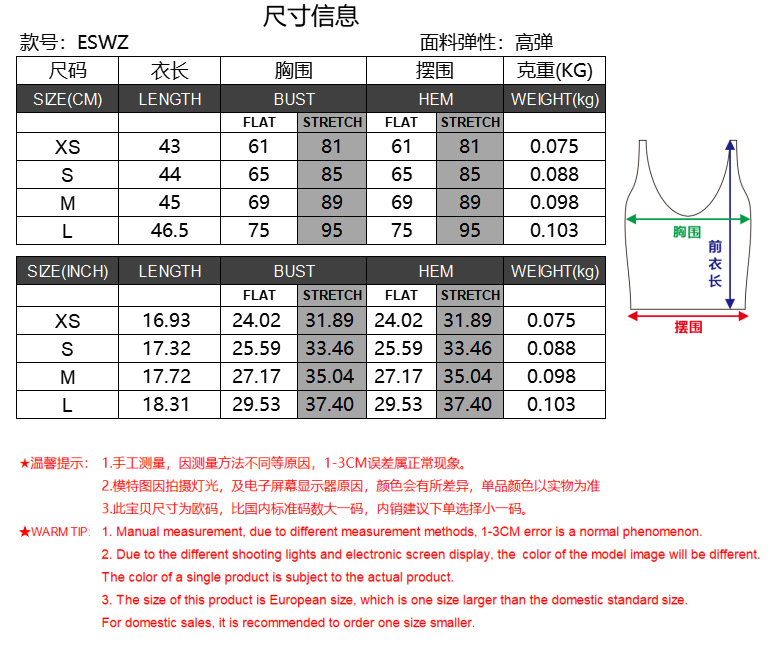 尺寸信息
款号：ESWZ 面料弹性：高弹
尺码 衣长 胸围 摆围 克重(KG)
SIZE(CM) LENGTH BUST HEM WEIGHT(kg)
FLAT STRETCH FLAT STRETCH
XS 43 61 81 61 81 0.075
S 44 65 85 65 85 0.088
M 45 69 89 69 89 0.098
L 46.5 75 95 75 95 0.103
SIZE(INCH) LENGTH BUST HEM WEIGHT(kg)
FLAT STRETCH FLAT STRETCH
XS 16.93 24.02 31.89 24.02 31.89 0.075
S 17.32 25.59 33.46 25.59 33.46 0.088
M 17.72 27.17 35.04 27.17 35.04 0.098
L 18.31 29.53 37.40 29.53 37.40 0.103
胸围
前衣长
摆围
★温馨提示： 1.手工测量，因测量方法不同等原因，1-3CM误差属正常现象。
2.模特图因拍摄灯光，及电子屏幕显示器原因，颜色会有所差异，单品颜色以实物为准
3.此宝贝尺寸为欧码，比国内标准码数大一码，内销建议下单选择小一码。
★WARM TIP: 1. Manual measurement, due to different measurement methods, 1-3CM error is a normal phenomenon.
2. Due to the different shooting lights and electronic screen display, the color of the model image will be different.
The color of a single product is subject to the actual product.
3. The size of this product is European size, which is one size larger than the domestic standard size.
For domestic sales, it is recommended to order one size smaller.